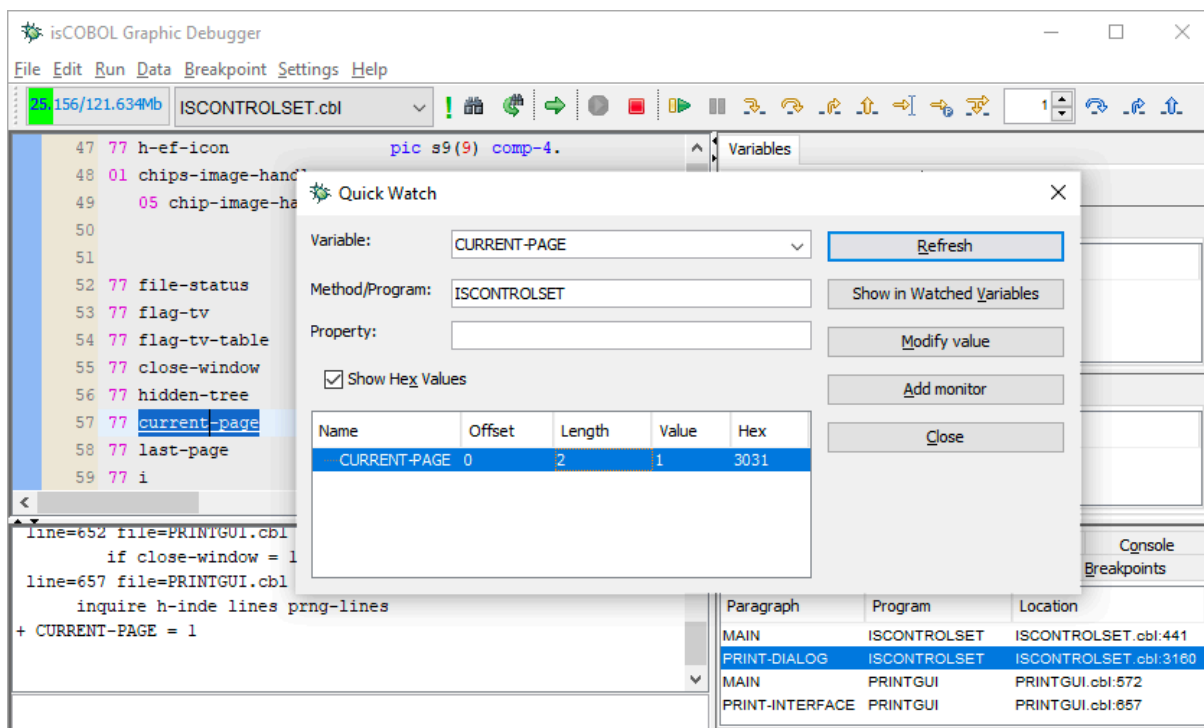 isCOBOL Graphic Debugger
File Edit Run Data Breakpoint Settings Help
25.156/121.634Mb ISCONTROLSET.cbl 1
47 77 h-ef-icon pic s9(9) comp-4.
48 01 chips-image-handl
49 05 chip-image-ha
50
51
52 77 file-status
53 77 flag-tv
54 77 flag-tv-table
55 77 close-window
56 77 hidden-tree
57 77 current-page
58 77 last-page
59 77 i
Variables
Quick Watch
Variable: CURRENT-PAGE Refresh
Method/Program: ISCONTROLSET Show in Watched Variables
Property: Modify value
Show Hex Values Add monitor
Close
Name Offset Length Value Hex
CURRENT-PAGE 0 2 1 3031
line=652 file=PRINTGUI.cbl
if close-window = 1
line=657 file=PRINTGUI.cbl
inquire h-inde lines prng-lines
+ CURRENT-PAGE = 1
Console
Breakpoints
Paragraph Program Location
MAIN ISCONTROLSET ISCONTROLSET.cbl:441
PRINT-DIALOG ISCONTROLSET ISCONTROLSET.cbl:3160
MAIN PRINTGUI PRINTGUI.cbl:572
PRINT-INTERFACE PRINTGUI PRINTGUI.cbl:657